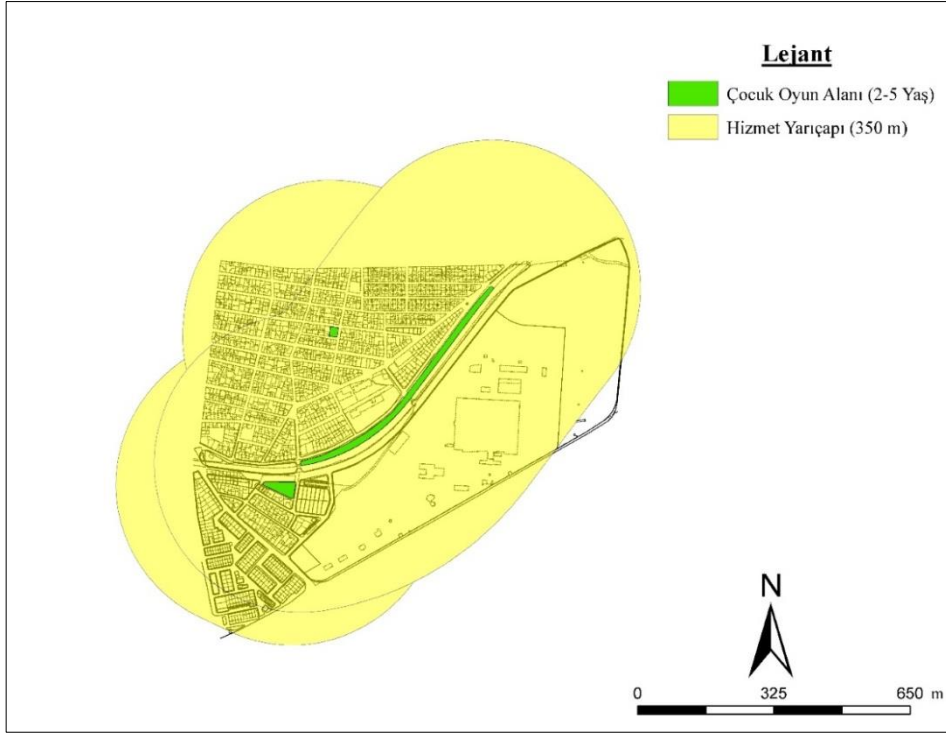 Lejant
Çocuk Oyun Alanı (2-5 Yaş)
Hizmet Yarıçapı (350 m)
N
0 325 650 m